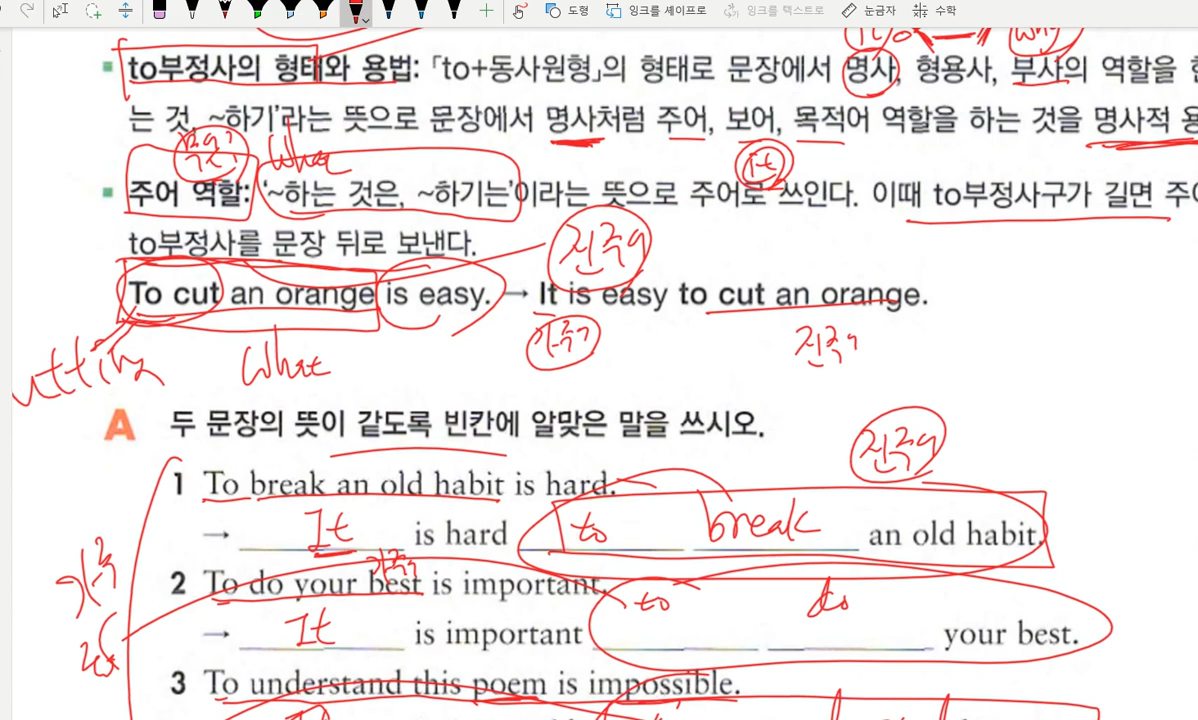 도형 잉크를 셰이프로 잉크를 텍스트로 눈금자 수학
It Why
to부정사의 형태와 용법: 「to+동사원형」의 형태로 문장에서 명사, 형용사, 부사의 역할을
는 것, ~하기'라는 뜻으로 문장에서 명사처럼 주어, 보어, 목적어 역할을 하는 것을 명사적
What It
주어 역할: '~하는 것은, ~하기는'이라는 뜻으로 주어로 쓰인다. 이때 to부정사구가 길면
to부정사를 문장 뒤로 보낸다.
진주어
To cut an orange is easy. → It is easy to cut an orange.
What 가주어 진주어
A 두 문장의 뜻이 같도록 빈칸에 알맞은 말을 쓰시오.
진주어
1 To break an old habit is hard.
→ It is hard to break an old habit.
가주어
2 To do your best is important.
to do
→ It is important your best.
3 To understand this poem is impossible.